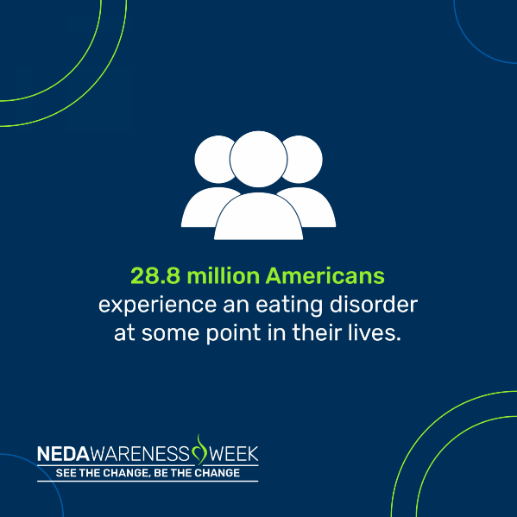 28.8 million Americans
experience an eating disorder
at some point in their lives.
NEDAWARENESS WEEK
SEE THE CHANGE, BE THE CHANGE